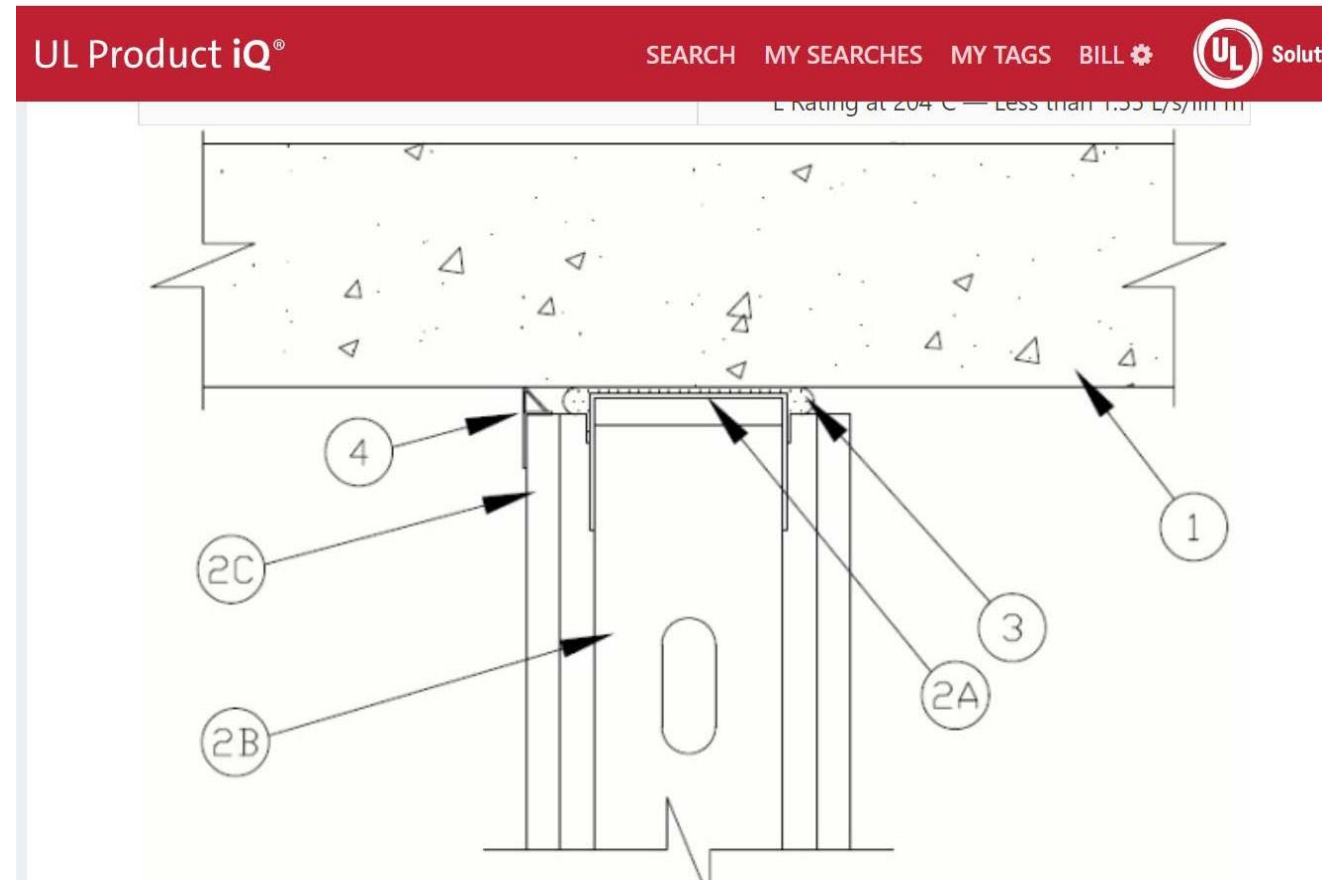 UL Product iQ®
SEARCH MY SEARCHES MY TAGS BILL
UL Solut
L Rating at 204°C — Less than 1.55 L/s/lin m
4
1
2C
3
2A
2B